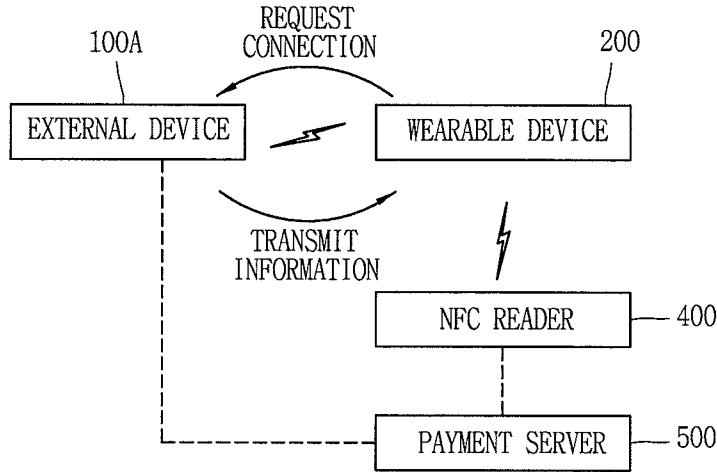 REQUEST
CONNECTION
100A
200
EXTERNAL DEVICE
WEARABLE DEVICE
TRANSMIT
INFORMATION
NFC READER
400
PAYMENT SERVER
500